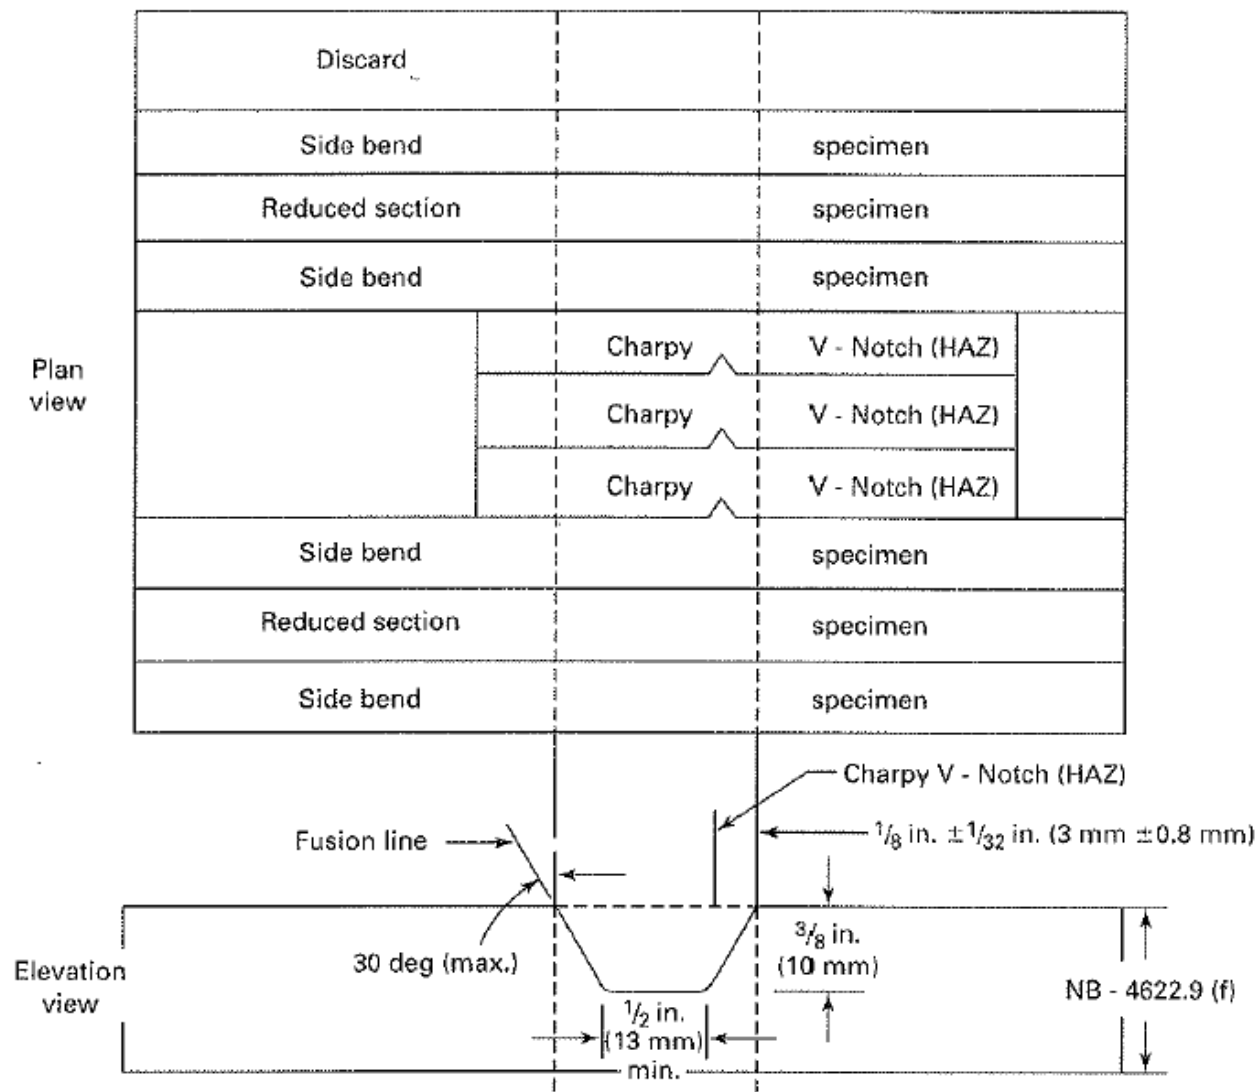 Discard
Side bend specimen
Reduced section specimen
Side bend specimen
Charpy V - Notch (HAZ)
Charpy V - Notch (HAZ)
Charpy V - Notch (HAZ)
Plan
view
Side bend specimen
Reduced section specimen
Side bend specimen
Charpy V - Notch (HAZ)
Fusion line
1/8 in. ±1/32 in. (3 mm ±0.8 mm)
30 deg (max.)
3/8 in.
(10 mm)
Elevation
view
NB - 4622.9 (f)
1/2 in.
(13 mm)
min.